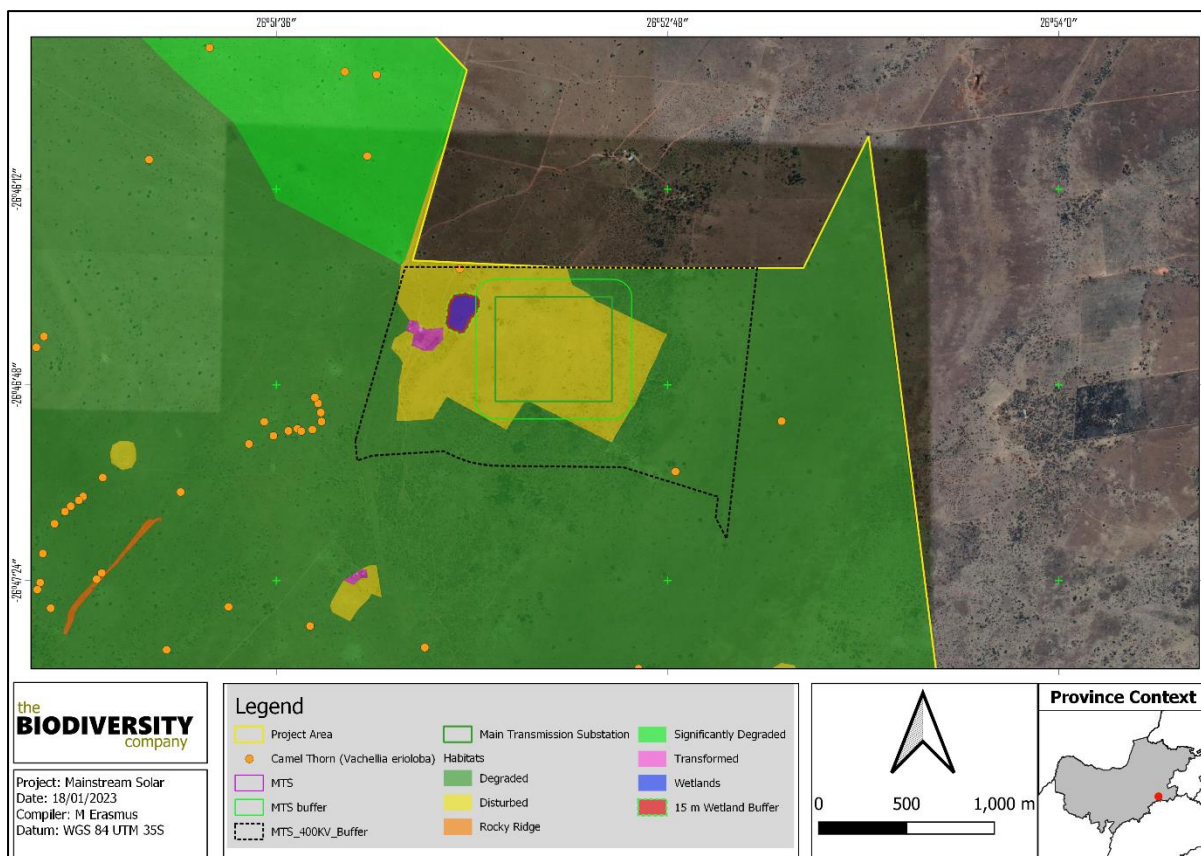 26°51'36"
26°52'48"
26°54'0"
-26°46'12"
-26°46'48"
-26°47'24"
the
BIODIVERSITY
company
Project: Mainstream Solar
Date: 18/01/2023
Compiler: M Erasmus
Datum: WGS 84 UTM 35S
Legend
Project Area
Camel Thorn (Vachellia erioloba)
MTS
MTS buffer
MTS_400KV_Buffer
Main Transmission Substation
Habitats
Degraded
Disturbed
Rocky Ridge
Significantly Degraded
Transformed
Wetlands
15 m Wetland Buffer
0 500 1,000 m
Province Context